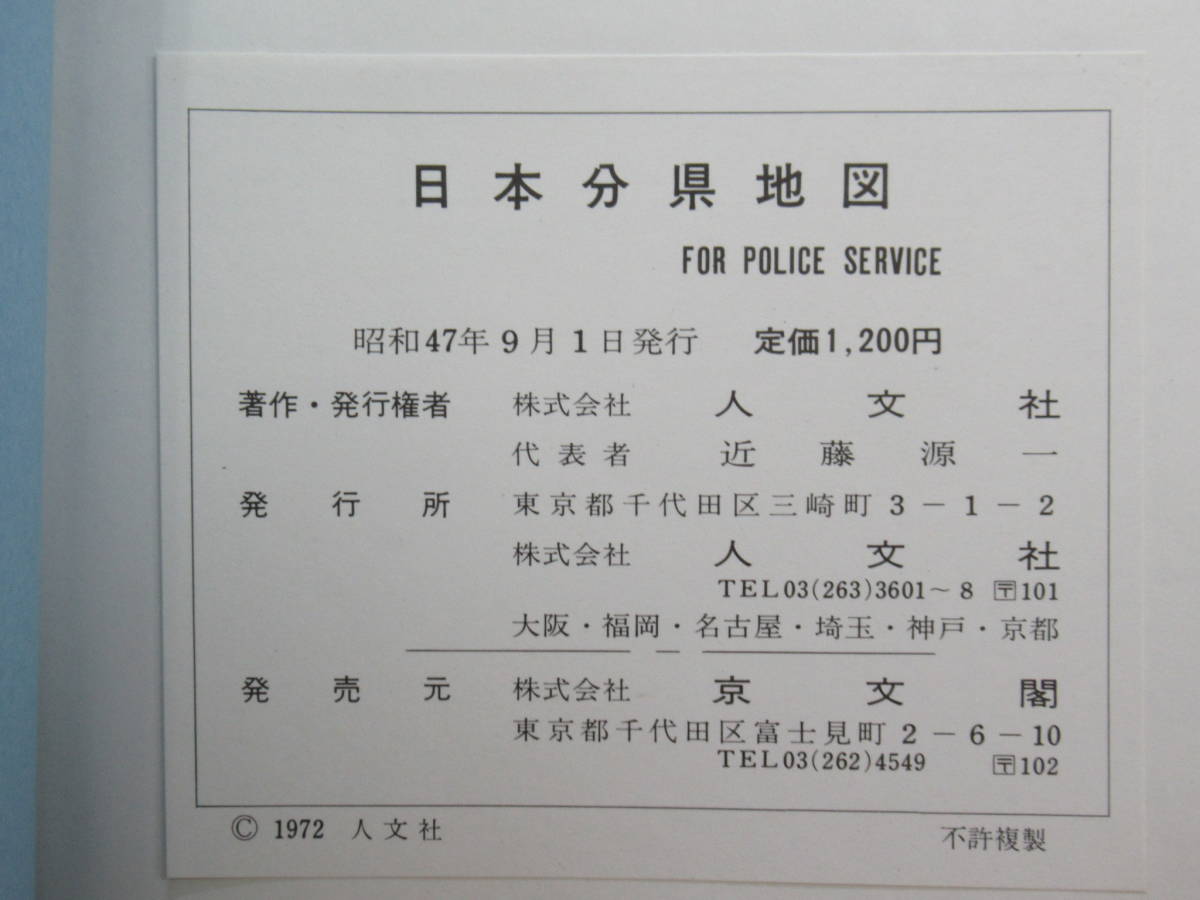 日本分県地図
FOR POLICE SERVICE
昭和47年9月1日発行 定価1,200円
著作・発行権者 株式会社 人文社
代表者 近藤源一
発行所 東京都千代田区三崎町3-1-2
株式会社 人文社
TEL03(263)3601~8 〒101
大阪・福岡・名古屋・埼玉・神戸・京都
発売元 株式会社 京文閣
東京都千代田区富士見町2-6-10
TEL03(262)4549 〒102
© 1972 人文社 不許複製